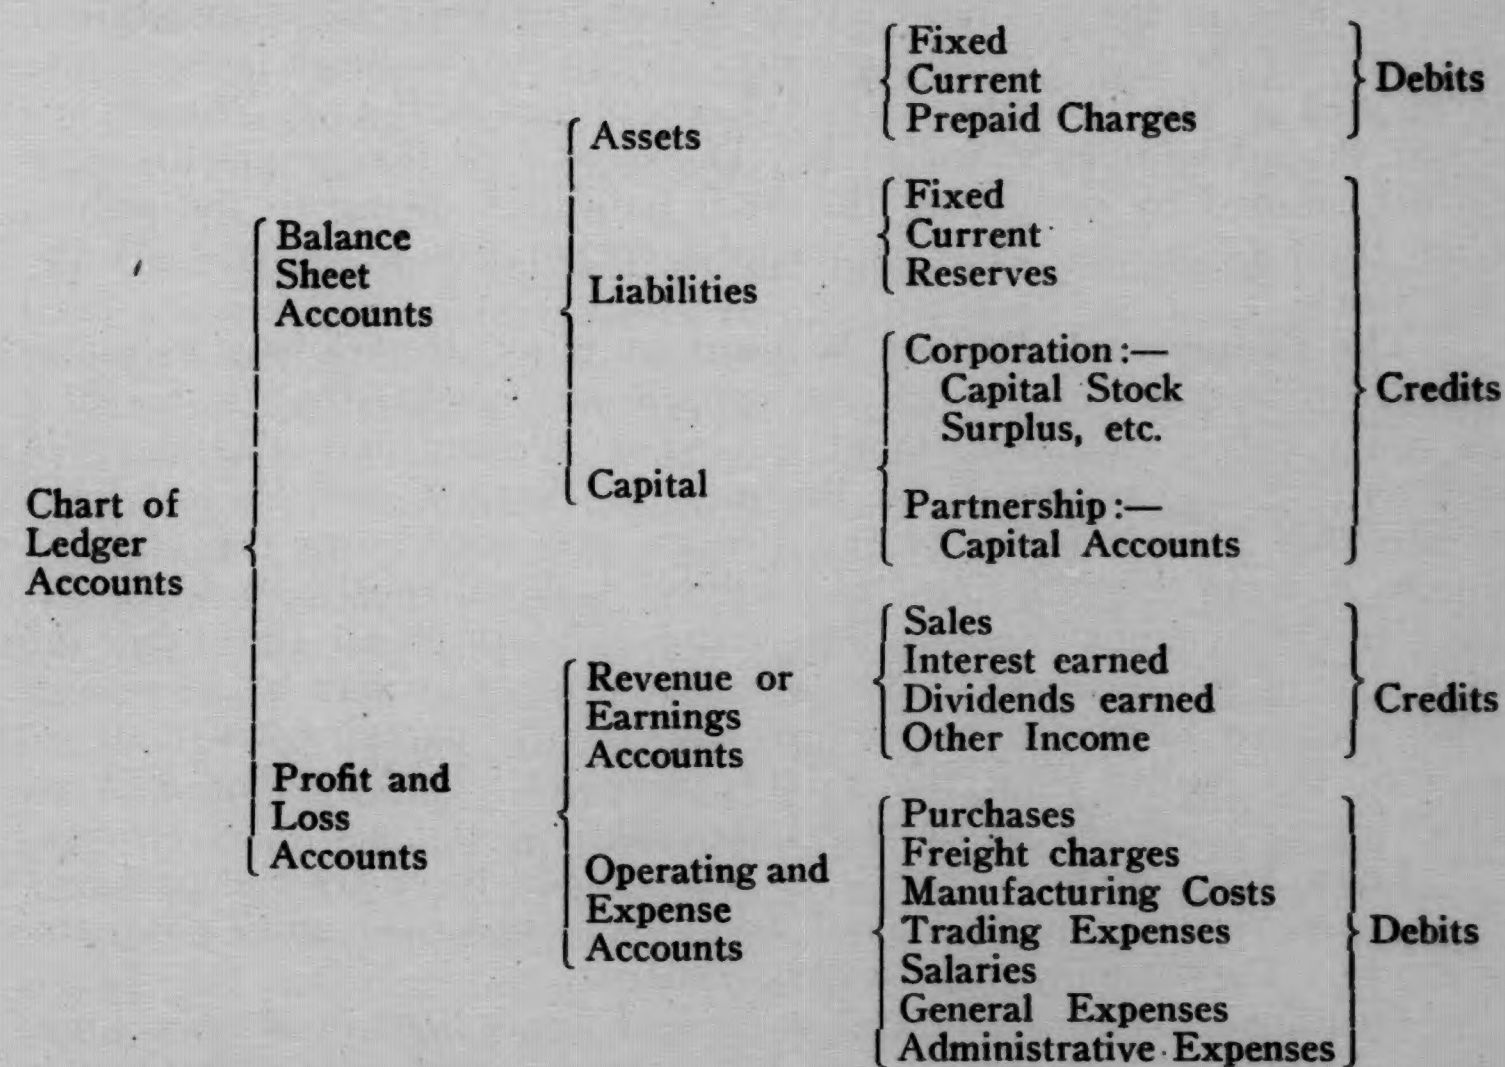 Chart of
Ledger
Accounts
Balance
Sheet
Accounts
Assets
Fixed
Current
Prepaid Charges
Debits
Liabilities
Fixed
Current
Reserves
Capital
Corporation:—
Capital Stock
Surplus, etc.
Partnership:—
Capital Accounts
Credits
Profit and
Loss
Accounts
Revenue or
Earnings
Accounts
Sales
Interest earned
Dividends earned
Other Income
Credits
Operating and
Expense
Accounts
Purchases
Freight charges
Manufacturing Costs
Trading Expenses
Salaries
General Expenses
Administrative Expenses
Debits